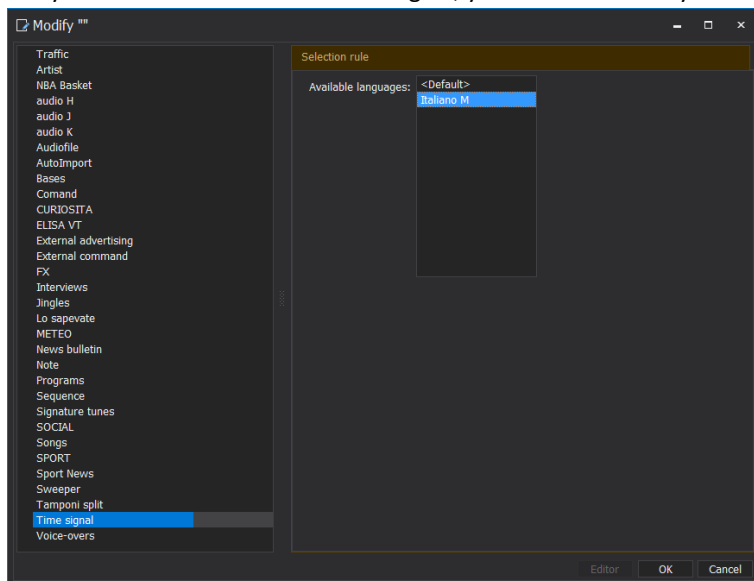 Modify ""
Traffic
Artist
NBA Basket
audio H
audio J
audio K
Audiofile
AutoImport
Bases
Comand
CURIOSITA
ELISA VT
External advertising
External command
FX
Interviews
Jingles
Lo sapevate
METEO
News bulletin
Note
Programs
Sequence
Signature tunes
SOCIAL
Songs
SPORT
Sport News
Sweeper
Tamponi split
Time signal
Voice-overs
Selection rule
Available languages:
<Default>
Italiano M
Editor OK Cancel